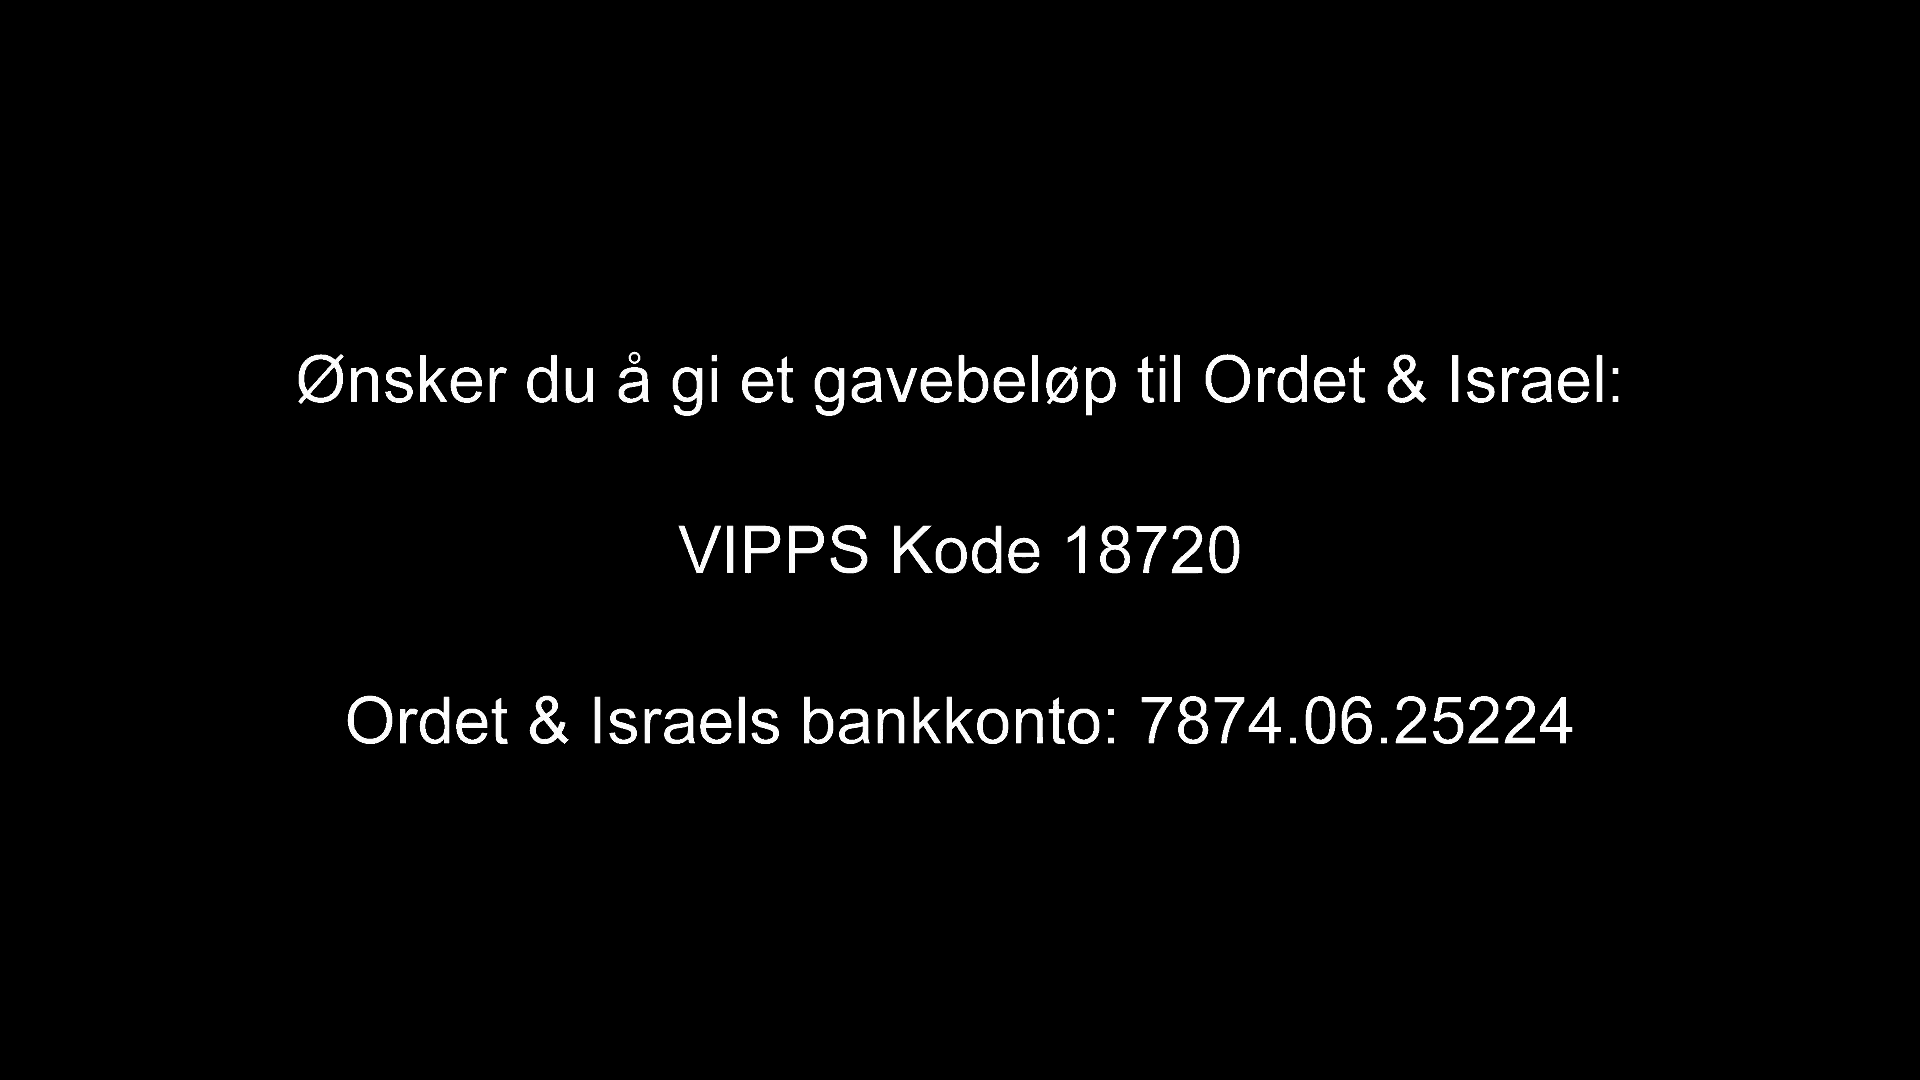 Ønsker du å gi et gavebeløp til Ordet & Israel:
VIPPS Kode 18720
Ordet & Israels bankkonto: 7874.06.25224